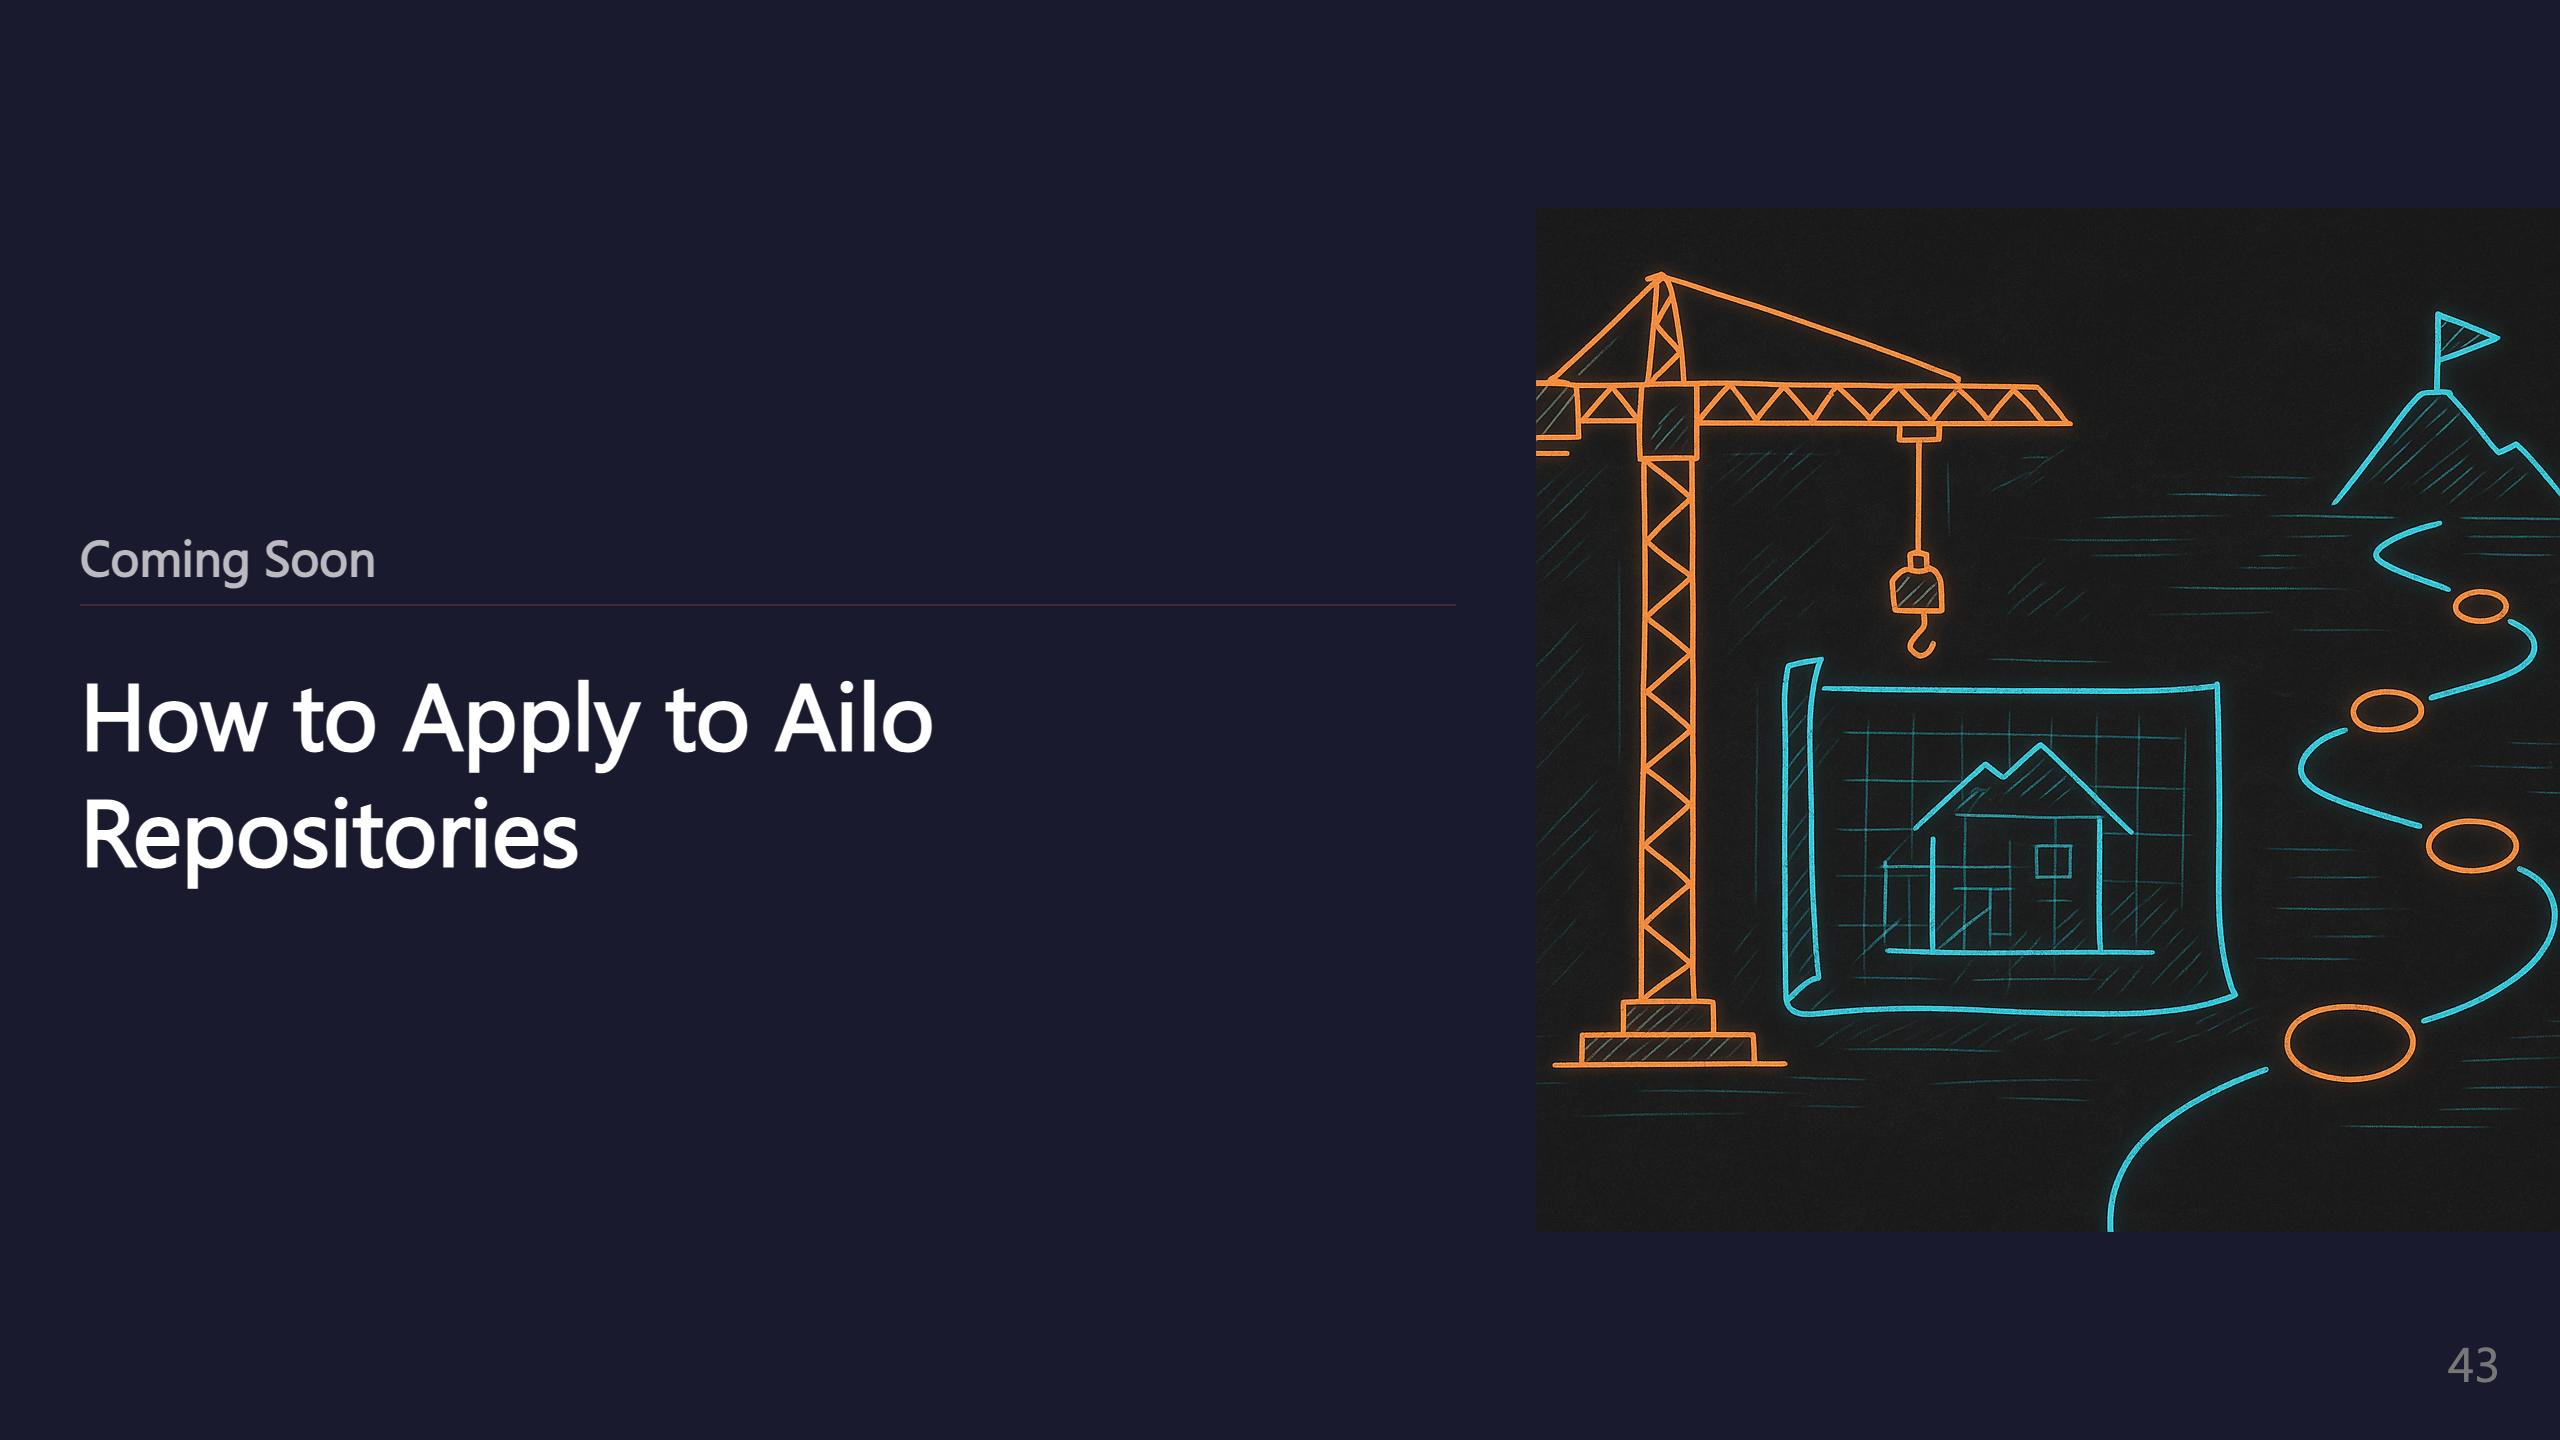 Coming Soon
How to Apply to Ailo
Repositories
43